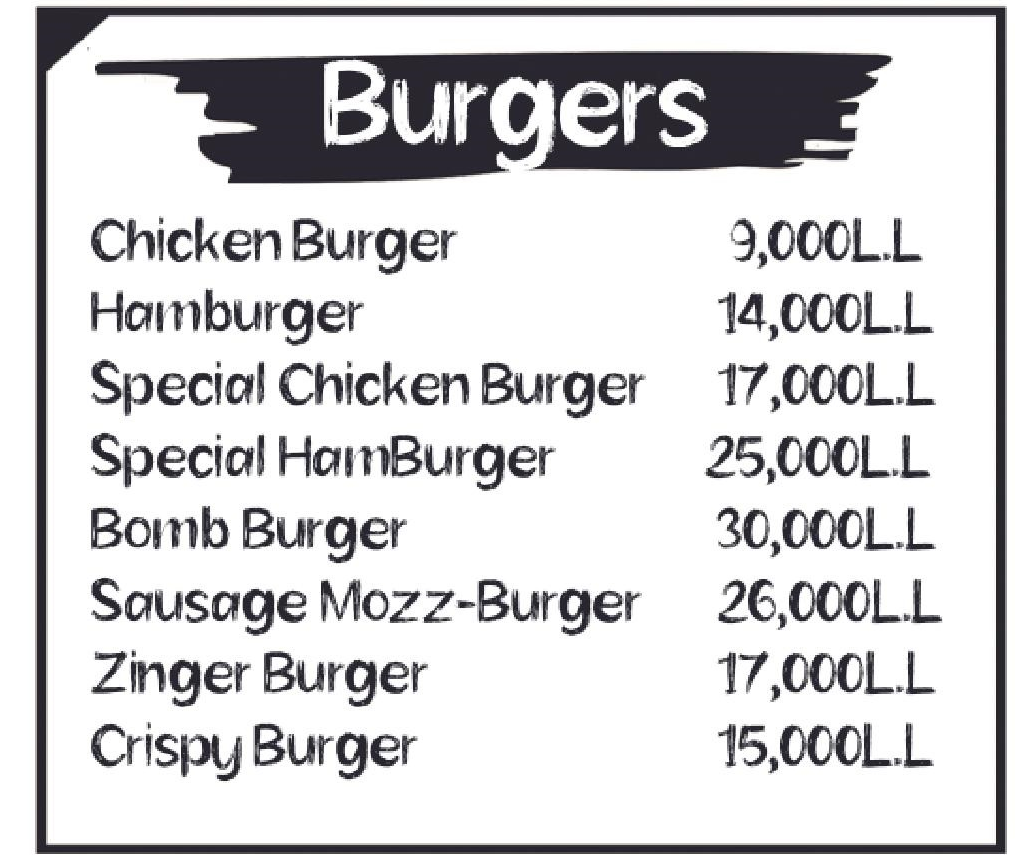 Burgers
Chicken Burger 9,000L.L
Hamburger 14,000L.L
Special Chicken Burger 17,000L.L
Special HamBurger 25,000L.L
Bomb Burger 30,000L.L
Sausage Mozz-Burger 26,000L.L
Zinger Burger 17,000L.L
Crispy Burger 15,000L.L